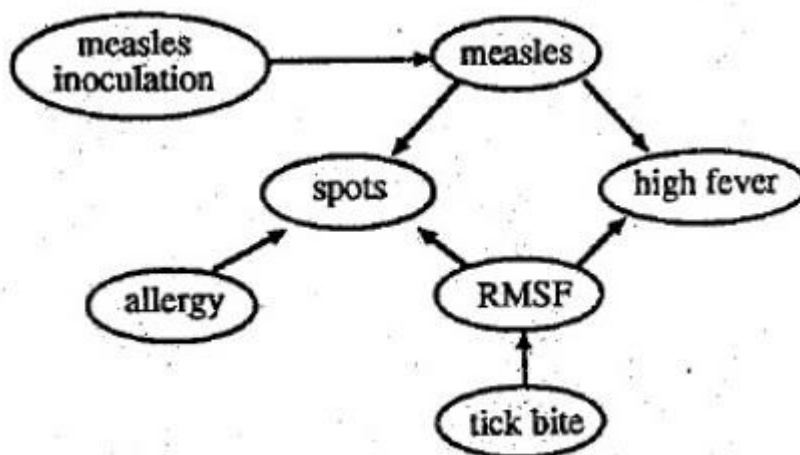 measles
inoculation
measles
spots
high fever
allergy
RMSF
tick bite